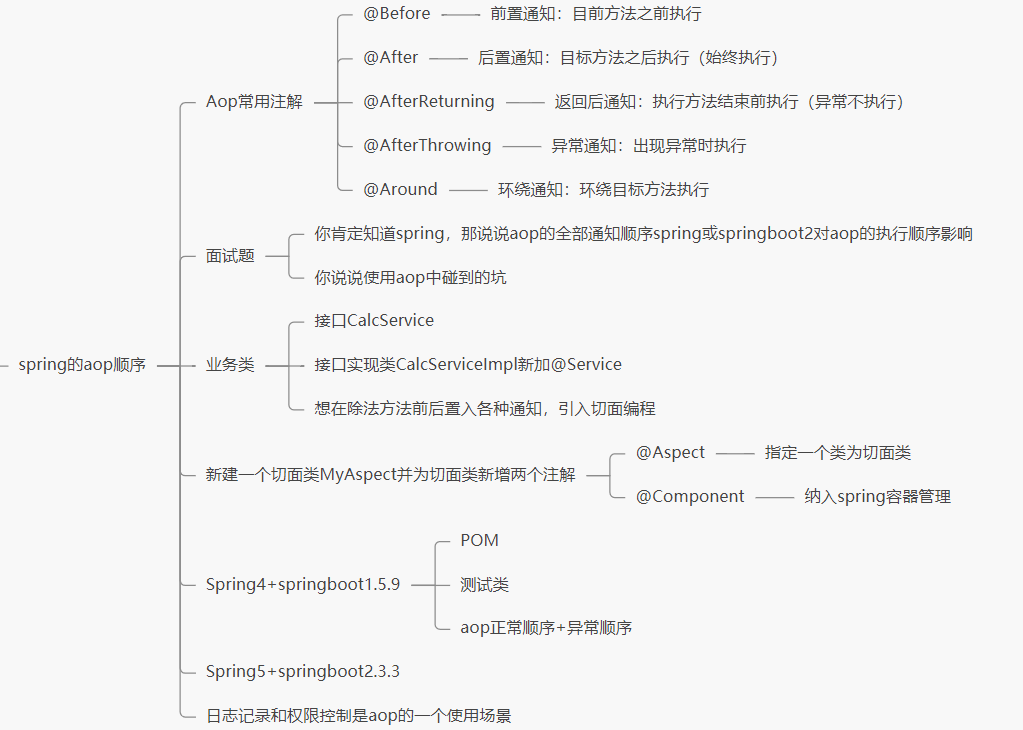 @Before
前置通知：目前方法之前执行
@After
后置通知：目标方法之后执行（始终执行）
Aop常用注解
@AfterReturning
返回后通知：执行方法结束前执行（异常不执行）
@AfterThrowing
异常通知：出现异常时执行
@Around
环绕通知：环绕目标方法执行
面试题
你肯定知道spring，那说说aop的全部通知顺序spring或springboot2对aop的执行顺序影响
你说说使用aop中碰到的坑
spring的aop顺序
业务类
接口CalcService
接口实现类CalcServiceImpl新加@Service
想在除法方法前后置入各种通知，引入切面编程
新建一个切面类MyAspect并为切面类新增两个注解
@Aspect
指定一个类为切面类
@Component
纳入spring容器管理
Spring4+springboot1.5.9
POM
测试类
aop正常顺序+异常顺序
Spring5+springboot2.3.3
日志记录和权限控制是aop的一个使用场景